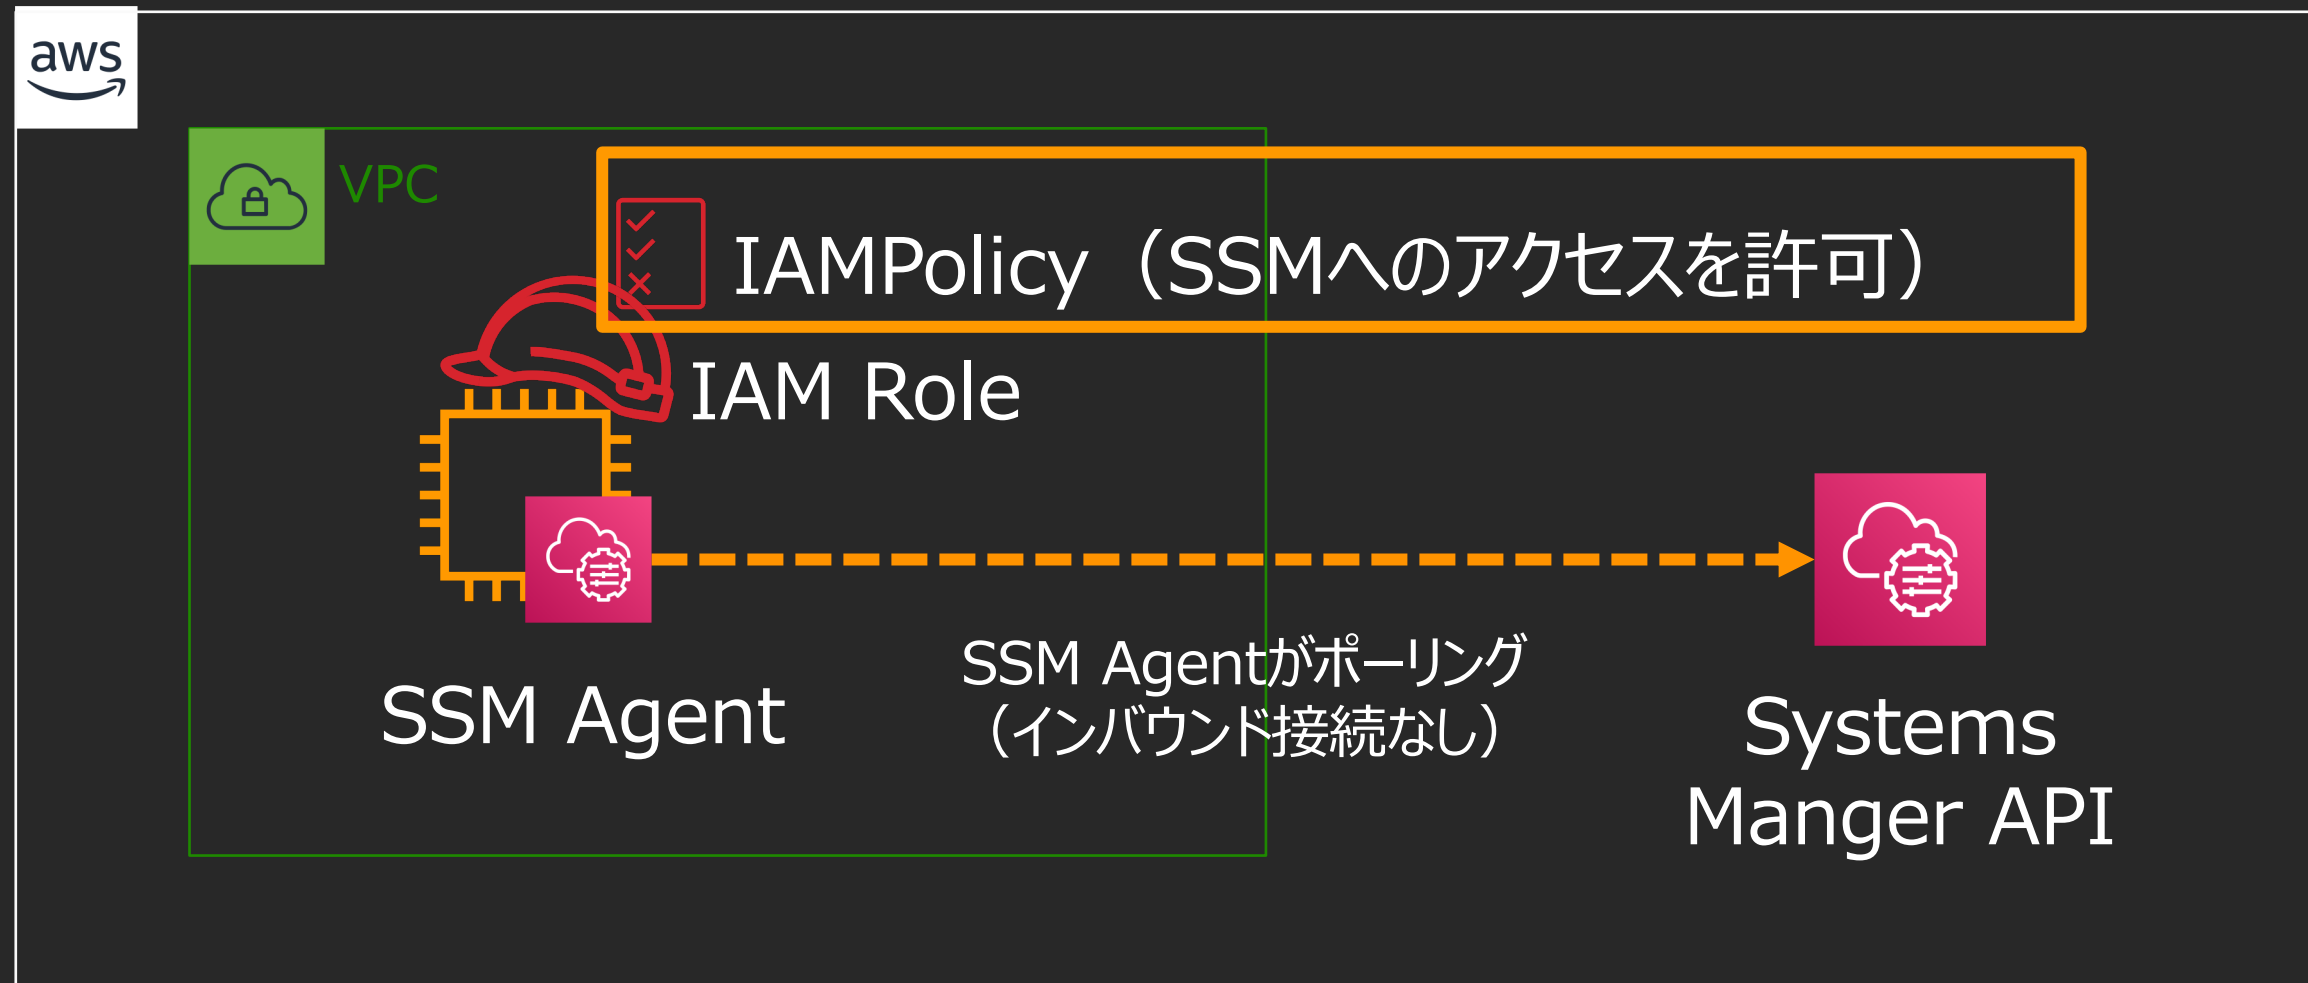 aws
VPC
IAMPolicy（SSMへのアクセスを許可）
IAM Role
SSM Agentがポーリング
（インバウンド接続なし）
SSM Agent
Systems
Manger API